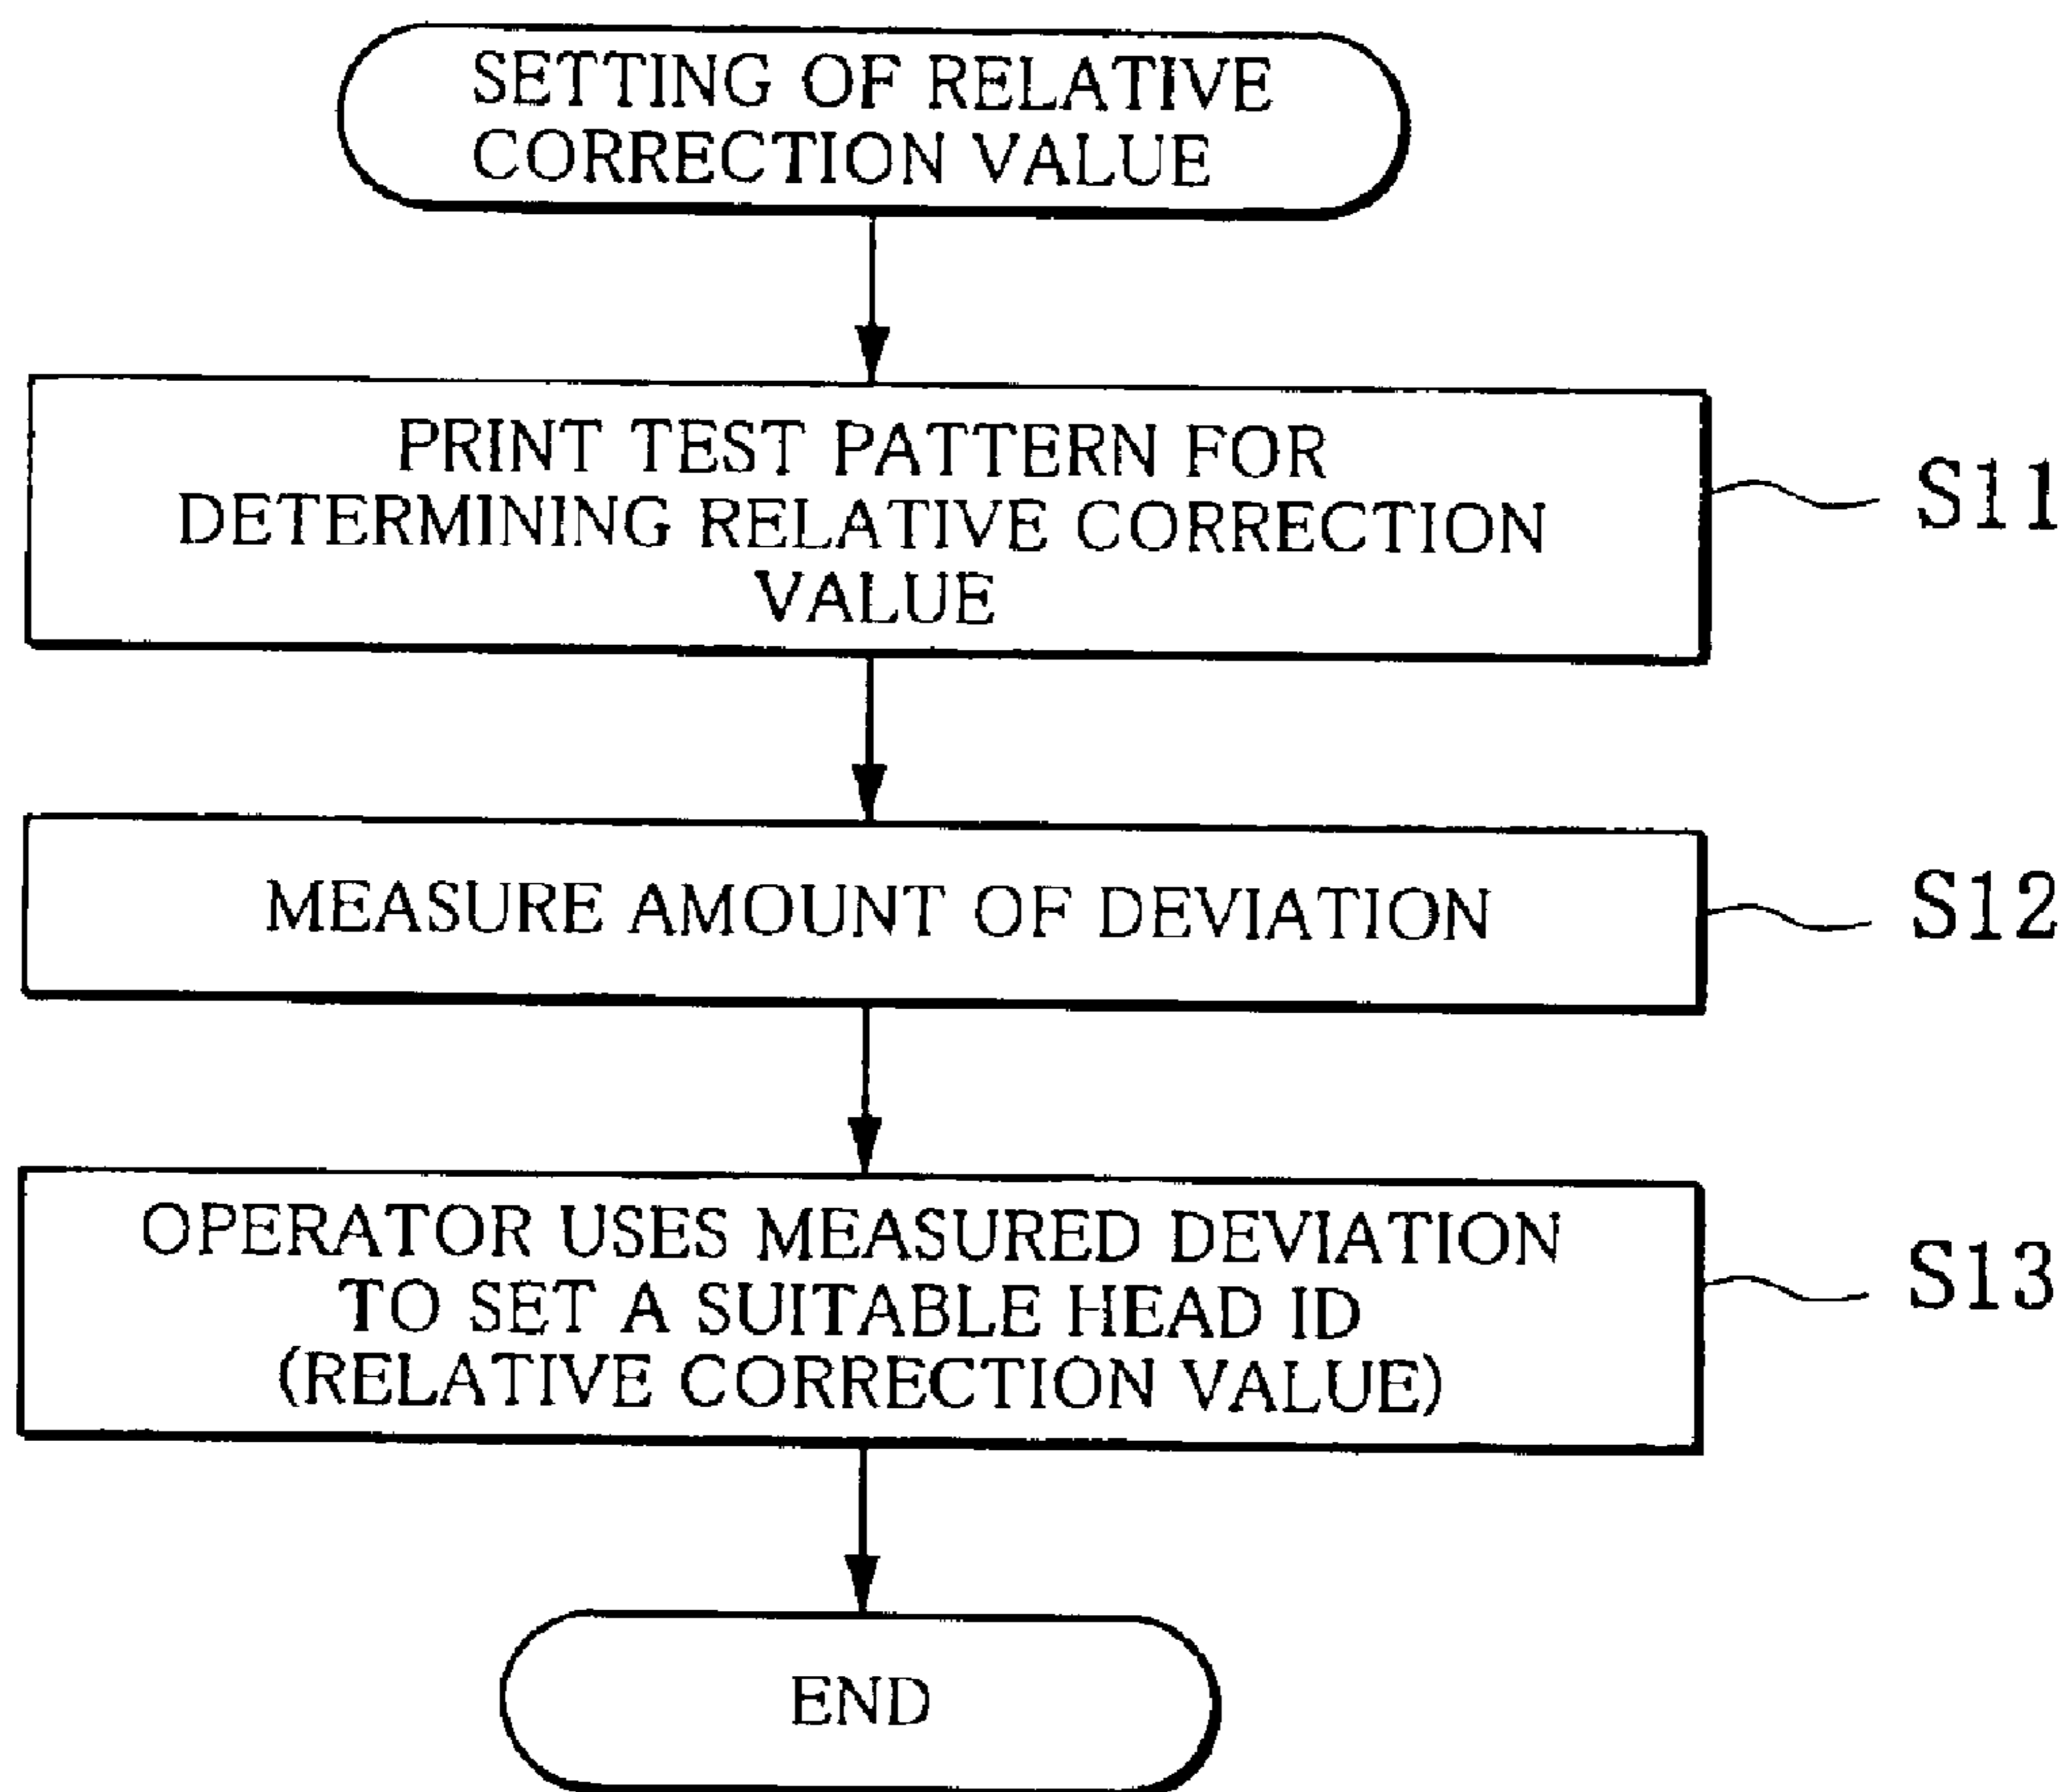 SETTING OF RELATIVE
CORRECTION VALUE
PRINT TEST PATTERN FOR
DETERMINING RELATIVE CORRECTION
VALUE
S11
MEASURE AMOUNT OF DEVIATION
S12
OPERATOR USES MEASURED DEVIATION
TO SET A SUITABLE HEAD ID
(RELATIVE CORRECTION VALUE)
S13
END